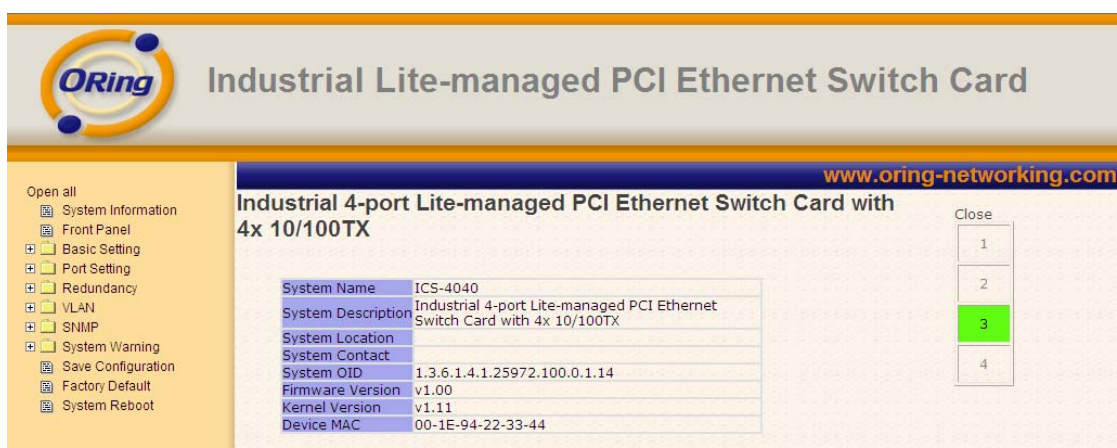 ORing
Industrial Lite-managed PCI Ethernet Switch Card
www.oring-networking.com
Open all
System Information
Front Panel
Basic Setting
Port Setting
Redundancy
VLAN
SNMP
System Warning
Save Configuration
Factory Default
System Reboot
Industrial 4-port Lite-managed PCI Ethernet Switch Card with
4x 10/100TX
System Name ICS-4040
System Description Industrial 4-port Lite-managed PCI Ethernet
Switch Card with 4x 10/100TX
System Location
System Contact
System OID 1.3.6.1.4.1.25972.100.0.1.14
Firmware Version v1.00
Kernel Version v1.11
Device MAC 00-1E-94-22-33-44
Close
1
2
3
4